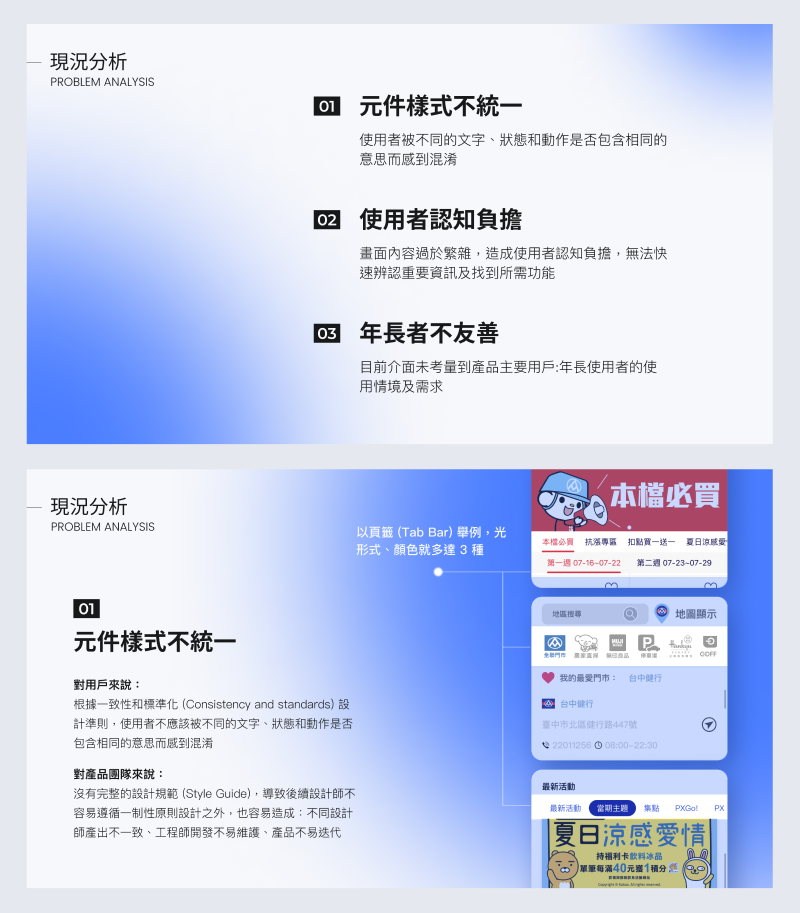 現況分析
PROBLEM ANALYSIS
01 元件樣式不統一
使用者被不同的文字、狀態和動作是否包含相同的
意思而感到混淆
02 使用者認知負擔
畫面內容過於繁雜，造成使用者認知負擔，無法快
速辨認重要資訊及找到所需功能
03 年長者不友善
目前介面未考量到產品主要用戶:年長使用者的使
用情境及需求
現況分析
PROBLEM ANALYSIS
01
元件樣式不統一
對用戶來說：
根據一致性和標準化 (Consistency and standards) 設
計準則，使用者不應該被不同的文字、狀態和動作是否
包含相同的意思而感到混淆
對產品團隊來說：
沒有完整的設計規範 (Style Guide)，導致後續設計師不
容易遵循一制性原則設計之外，也容易造成：不同設計
師產出不一致、工程師開發不易維護、產品不易迭代
以頁籤 (Tab Bar) 舉例，光
形式、顏色就多達 3 種
本檔必買
本檔必買 抗漲專區 扣點買一送一 夏日涼感愛
第一週 07-16~07-22 第二週 07-23~07-29
地區搜尋 地圖顯示
全聯門市 農家直採 無印良品 停車場 ODFF
我的最愛門市： 台中健行
台中健行
臺中市北區健行路447號
22011256 08:00~22:30
最新活動
最新活動 當期主題 集點 PXGo! PX
夏日涼感愛情
持福利卡飲料冰品
單筆每滿40元獲1積分